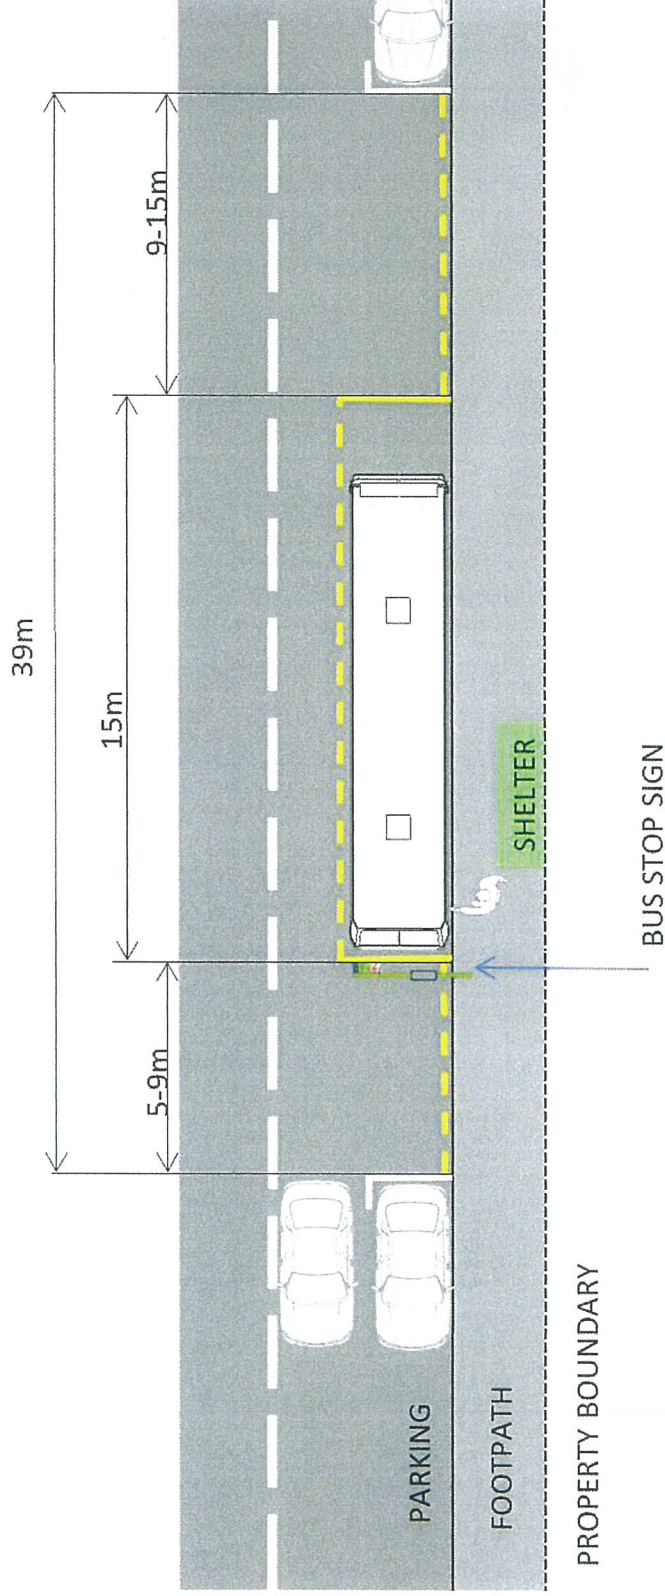 39m
15m
5-9m
9-15m
PARKING
FOOTPATH
SHELTER
PROPERTY BOUNDARY
BUS STOP SIGN